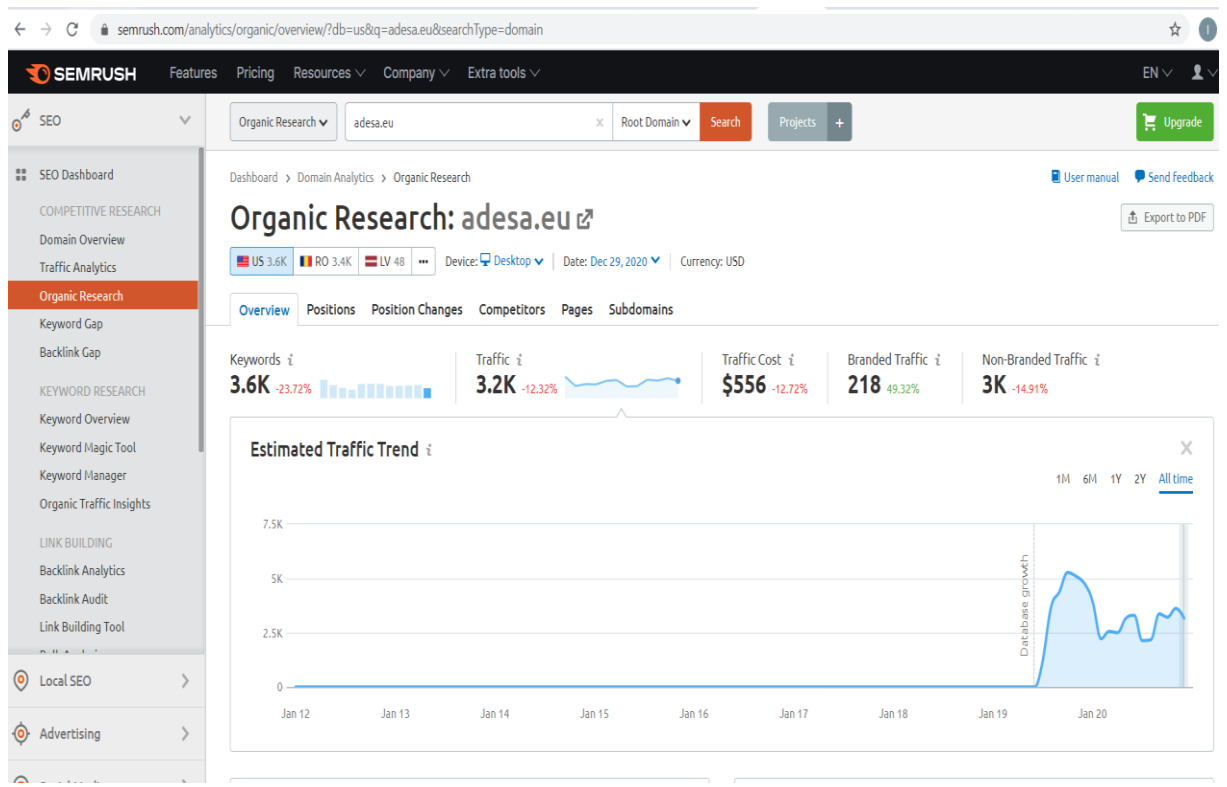 semrush.com/analytics/organic/overview/?db=us&q=adesa.eu&searchType=domain
SEMRUSH Features Pricing Resources Company Extra tools EN
SEO
Organic Research adesa.eu × Root Domain Search Projects + Upgrade
SEO Dashboard
COMPETITIVE RESEARCH
Domain Overview
Traffic Analytics
Organic Research
Keyword Gap
Backlink Gap
KEYWORD RESEARCH
Keyword Overview
Keyword Magic Tool
Keyword Manager
Organic Traffic Insights
LINK BUILDING
Backlink Analytics
Backlink Audit
Link Building Tool
Local SEO
Advertising
Dashboard > Domain Analytics > Organic Research
User manual Send feedback
Organic Research: adesa.eu
Export to PDF
US 3.6K RO 3.4K LV 48 ••• Device: Desktop Date: Dec 29, 2020 Currency: USD
Overview Positions Position Changes Competitors Pages Subdomains
Keywords i Traffic i Traffic Cost i Branded Traffic i Non-Branded Traffic i
3.6K -23.72% 3.2K -12.32% $556 -12.72% 218 49.32% 3K -14.91%
Estimated Traffic Trend i
1M 6M 1Y 2Y All time
7.5K
5K
2.5K
0
Database growth
Jan 12 Jan 13 Jan 14 Jan 15 Jan 16 Jan 17 Jan 18 Jan 19 Jan 20